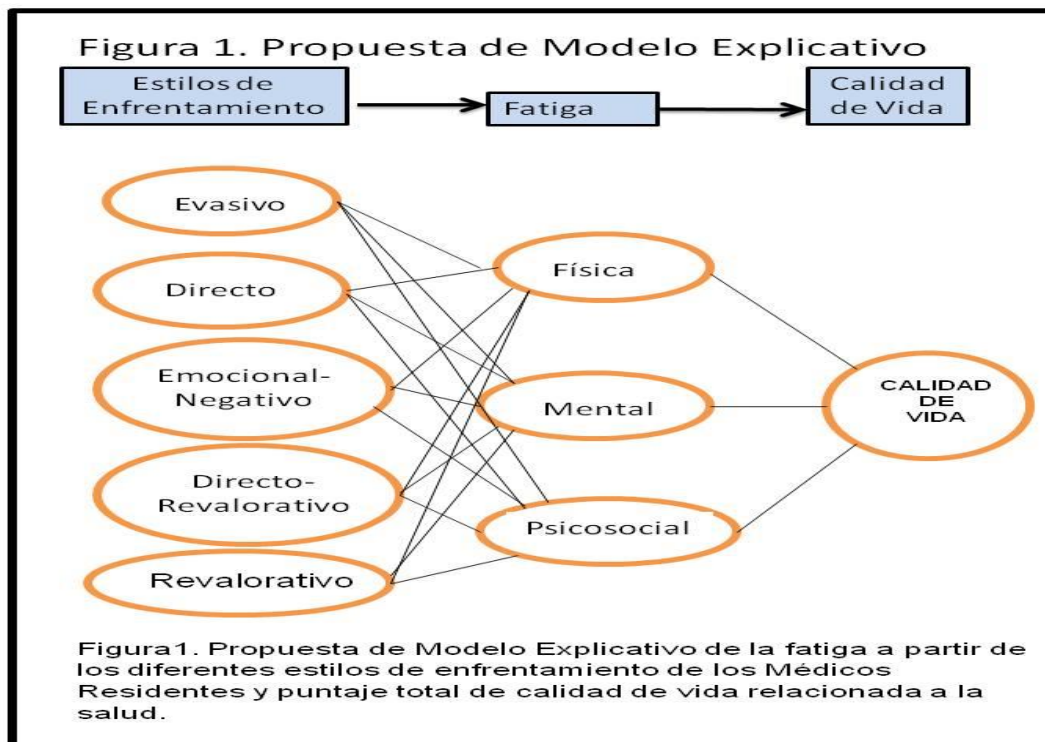 Figura 1. Propuesta de Modelo Explicativo
Estilos de
Enfrentamiento
Fatiga
Calidad
de Vida
Evasivo
Directo
Emocional-
Negativo
Directo-
Revalorativo
Revalorativo
Física
Mental
Psicosocial
CALIDAD
DE
VIDA
Figura1. Propuesta de Modelo Explicativo de la fatiga a partir de
los diferentes estilos de enfrentamiento de los Médicos
Residentes y puntaje total de calidad de vida relacionada a la
salud.